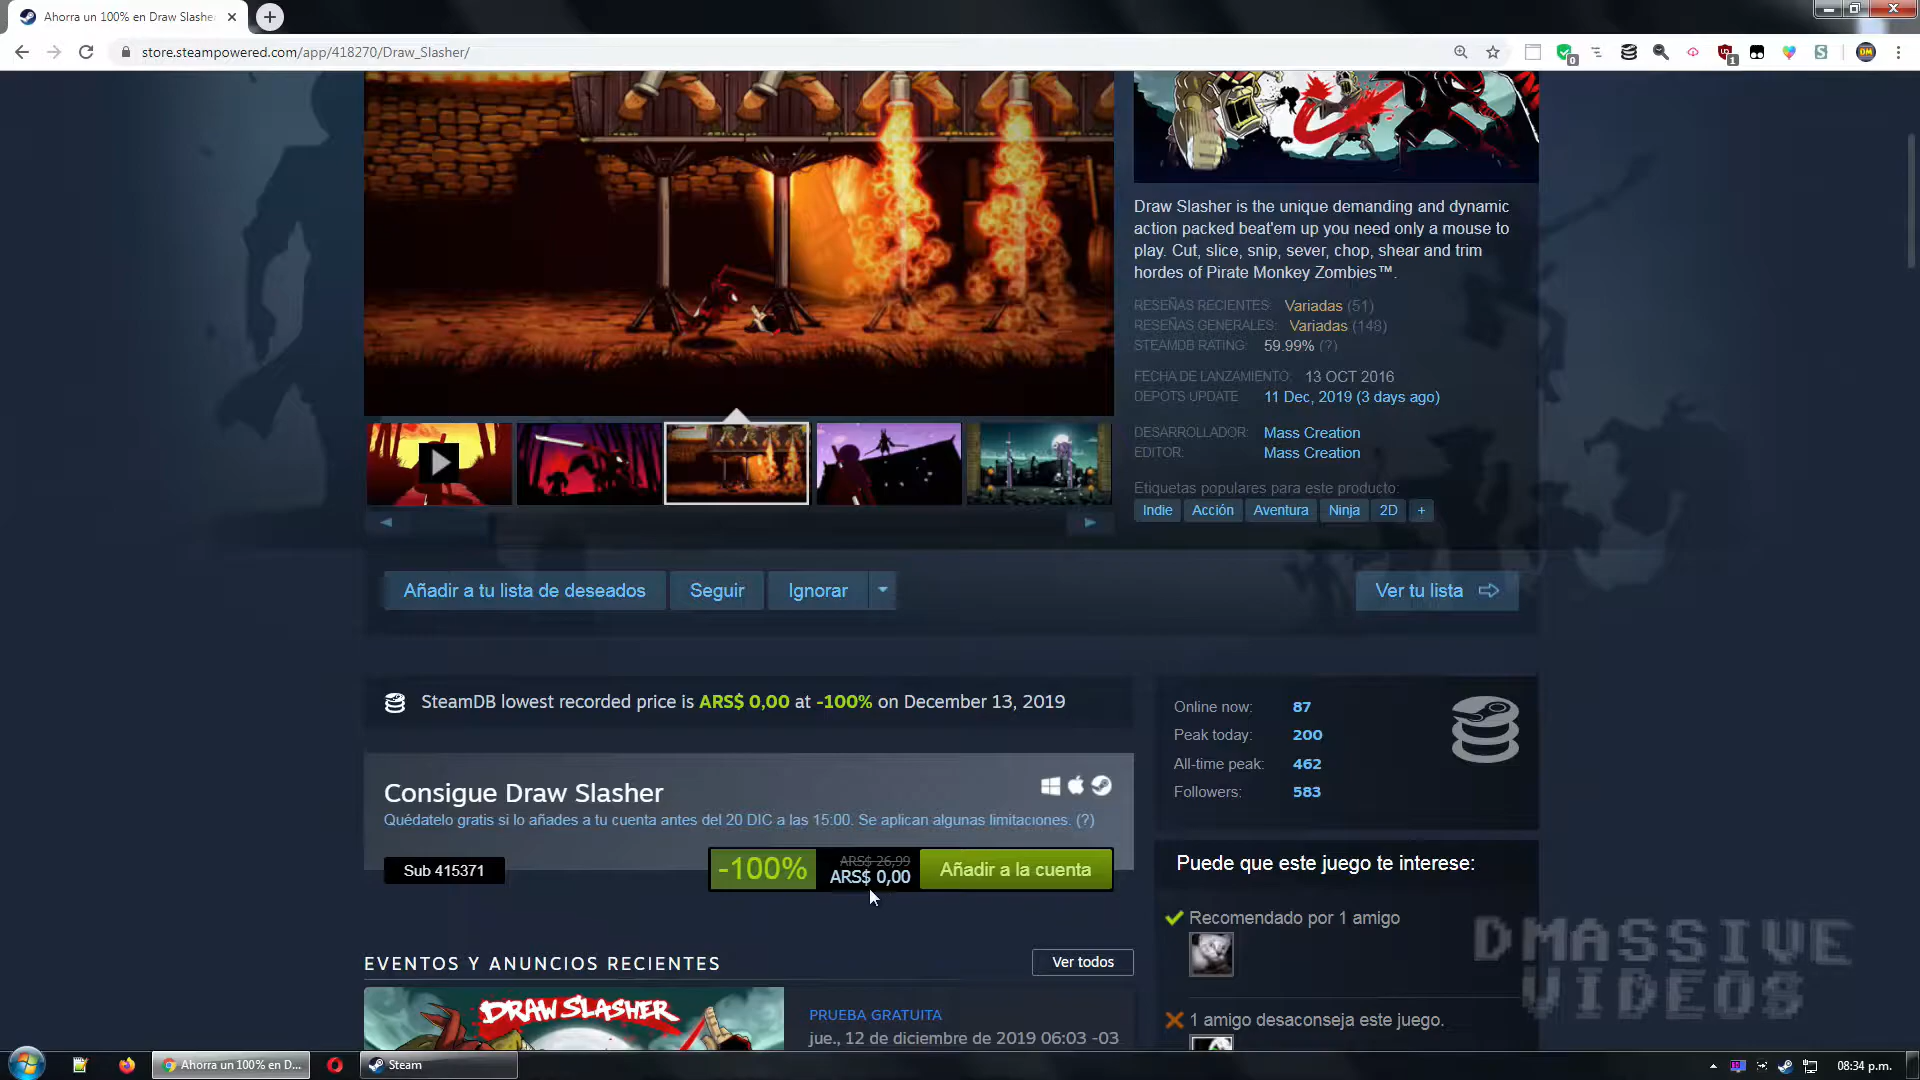 Ahorra un 100% en Draw Slasher
store.steampowered.com/app/418270/Draw_Slasher/
0
1
DM
S
Draw Slasher is the unique demanding and dynamic
action packed beat'em up you need only a mouse to
play. Cut, slice, snip, sever, chop, shear and trim
hordes of Pirate Monkey Zombies™.
RESEÑAS RECIENTES: Variadas (51)
RESEÑAS GENERALES: Variadas (148)
STEAMDB RATING: 59.99% (?)
FECHA DE LANZAMIENTO: 13 OCT 2016
DEPOTS UPDATE 11 Dec, 2019 (3 days ago)
DESARROLLADOR: Mass Creation
EDITOR: Mass Creation
Etiquetas populares para este producto:
Indie Acción Aventura Ninja 2D +
Añadir a tu lista de deseados Seguir Ignorar Ver tu lista
SteamDB lowest recorded price is ARS$ 0,00 at -100% on December 13, 2019
Consigue Draw Slasher
Quédatelo gratis si lo añades a tu cuenta antes del 20 DIC a las 15:00. Se aplican algunas limitaciones. (?)
Sub 415371
-100%
ARS$ 26,99
ARS$ 0,00
Añadir a la cuenta
Online now: 87
Peak today: 200
All-time peak: 462
Followers: 583
Puede que este juego te interese:
Recomendado por 1 amigo
1 amigo desaconseja este juego.
EVENTOS Y ANUNCIOS RECIENTES
Ver todos
DRAW SLASHER
PRUEBA GRATUITA
jue., 12 de diciembre de 2019 06:03 -03
DMASSIVE
VIDEOS
Ahorra un 100% en D...
Steam
08:34 p.m.